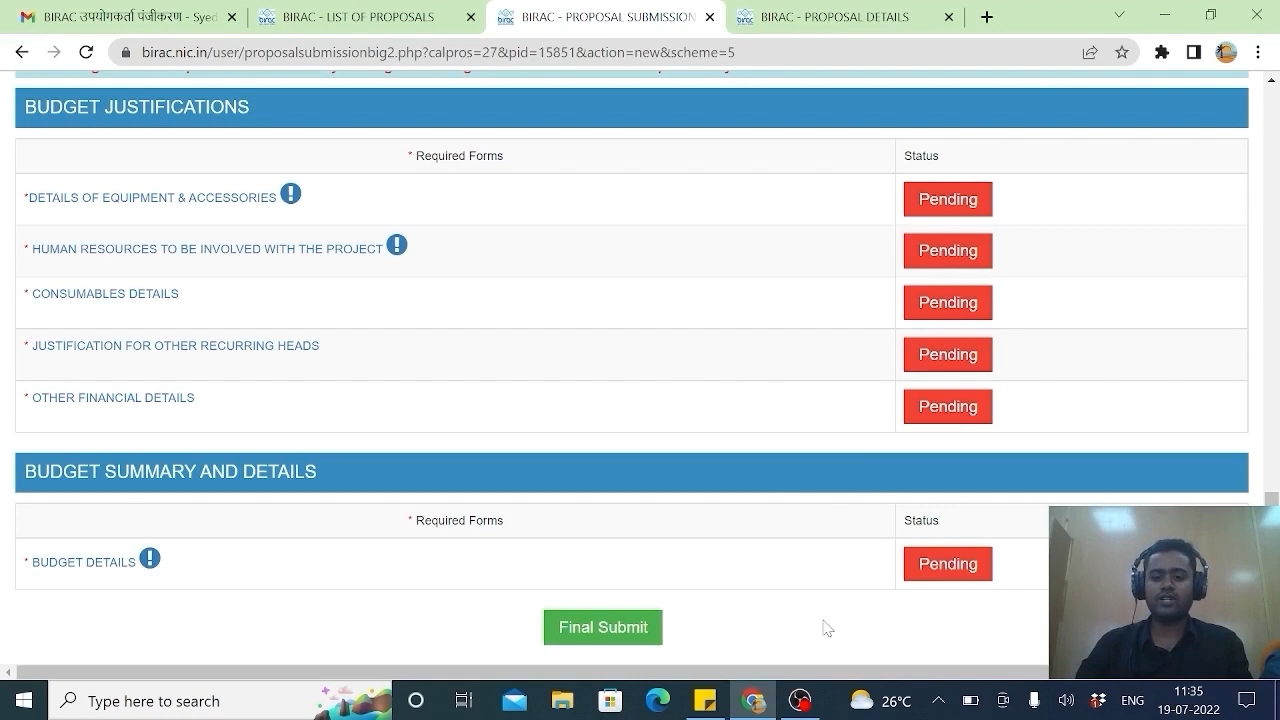 BIRAC उपयोगकर्ता पंजीकरण - Syed
BIRAC - LIST OF PROPOSALS
BIRAC - PROPOSAL SUBMISSION
BIRAC - PROPOSAL DETAILS
birac.nic.in/user/proposalsubmissionbig2.php?calpros=27&pid=15851&action=new&scheme=5
BUDGET JUSTIFICATIONS
* Required Forms Status
*DETAILS OF EQUIPMENT & ACCESSORIES Pending
* HUMAN RESOURCES TO BE INVOLVED WITH THE PROJECT Pending
* CONSUMABLES DETAILS Pending
* JUSTIFICATION FOR OTHER RECURRING HEADS Pending
* OTHER FINANCIAL DETAILS Pending
BUDGET SUMMARY AND DETAILS
* Required Forms Status
* BUDGET DETAILS Pending
Final Submit
Type here to search
26°C
ENG
11:35
19-07-2022